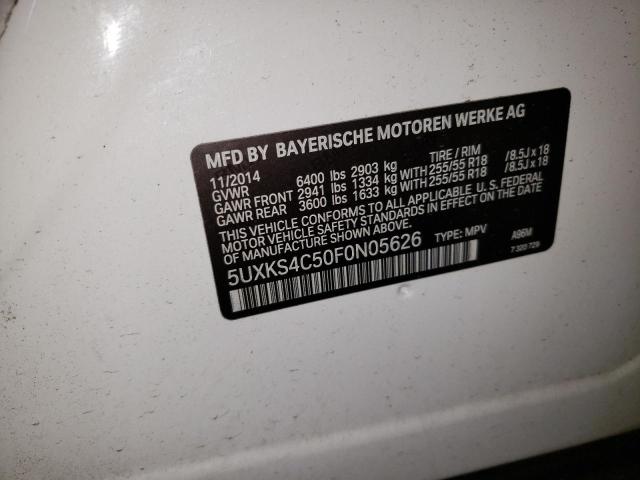 MFD BY BAYERISCHE MOTOREN WERKE AG
11/2014 TIRE / RIM
GVWR 6400 lbs 2903 kg
GAWR FRONT 2941 lbs 1334 kg WITH 255/55 R18 /8.5J x 18
GAWR REAR 3600 lbs 1633 kg WITH 255/55 R18 /8.5J x 18
THIS VEHICLE CONFORMS TO ALL APPLICABLE U. S. FEDERAL
MOTOR VEHICLE SAFETY STANDARDS IN EFFECT ON THE DATE
OF MANUFACTURE SHOWN ABOVE.
5UXKS4C50F0N05626 TYPE: MPV A96M
7 320 729